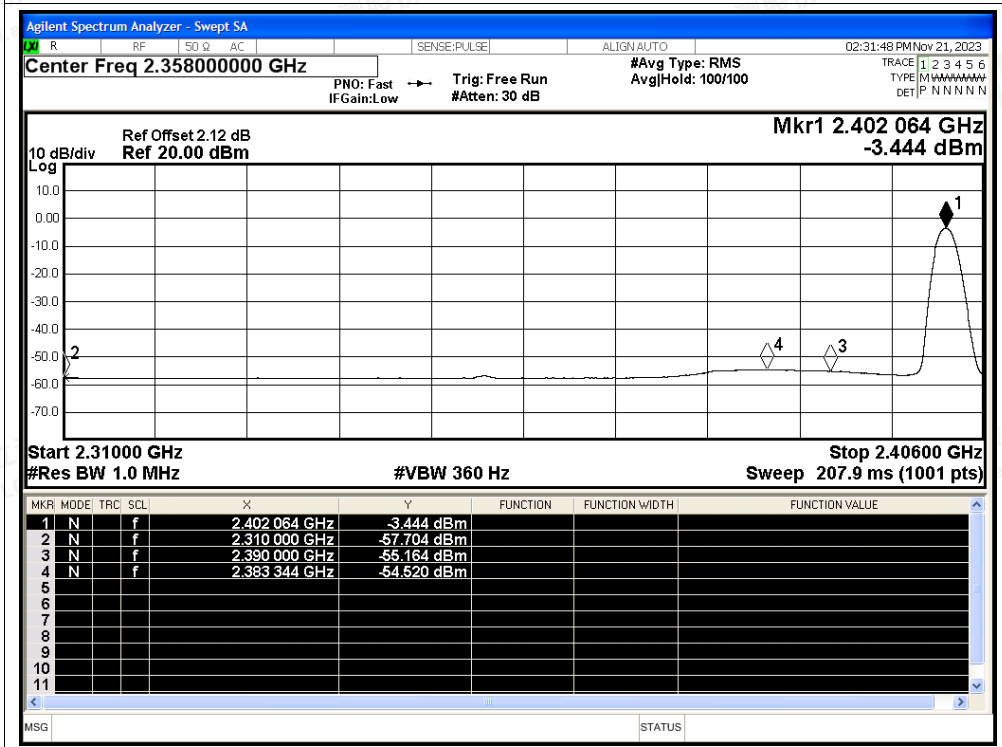 Agilent Spectrum Analyzer - Swept SA
LXI R RF 50 Ω AC SENSE:PULSE ALIGN AUTO 02:31:48 PM Nov 21, 2023
Center Freq 2.358000000 GHz
PNO: Fast
IFGain:Low
Trig: Free Run
#Atten: 30 dB
#Avg Type: RMS
Avg|Hold: 100/100
TRACE 1 2 3 4 5 6
TYPE M WWWWW
DET P N N N N N
Ref Offset 2.12 dB
Ref 20.00 dBm
10 dB/div
Log
Mkr1 2.402 064 GHz
-3.444 dBm
10.0
0.00
-10.0
-20.0
-30.0
-40.0
-50.0
-60.0
-70.0
1
2
4
3
Start 2.31000 GHz Stop 2.40600 GHz
#Res BW 1.0 MHz #VBW 360 Hz Sweep 207.9 ms (1001 pts)
MKR MODE TRC SCL X Y FUNCTION FUNCTION WIDTH FUNCTION VALUE
1 N f 2.402 064 GHz -3.444 dBm
2 N f 2.310 000 GHz -57.704 dBm
3 N f 2.390 000 GHz -55.164 dBm
4 N f 2.383 344 GHz -54.520 dBm
5
6
7
8
9
10
11
MSG STATUS